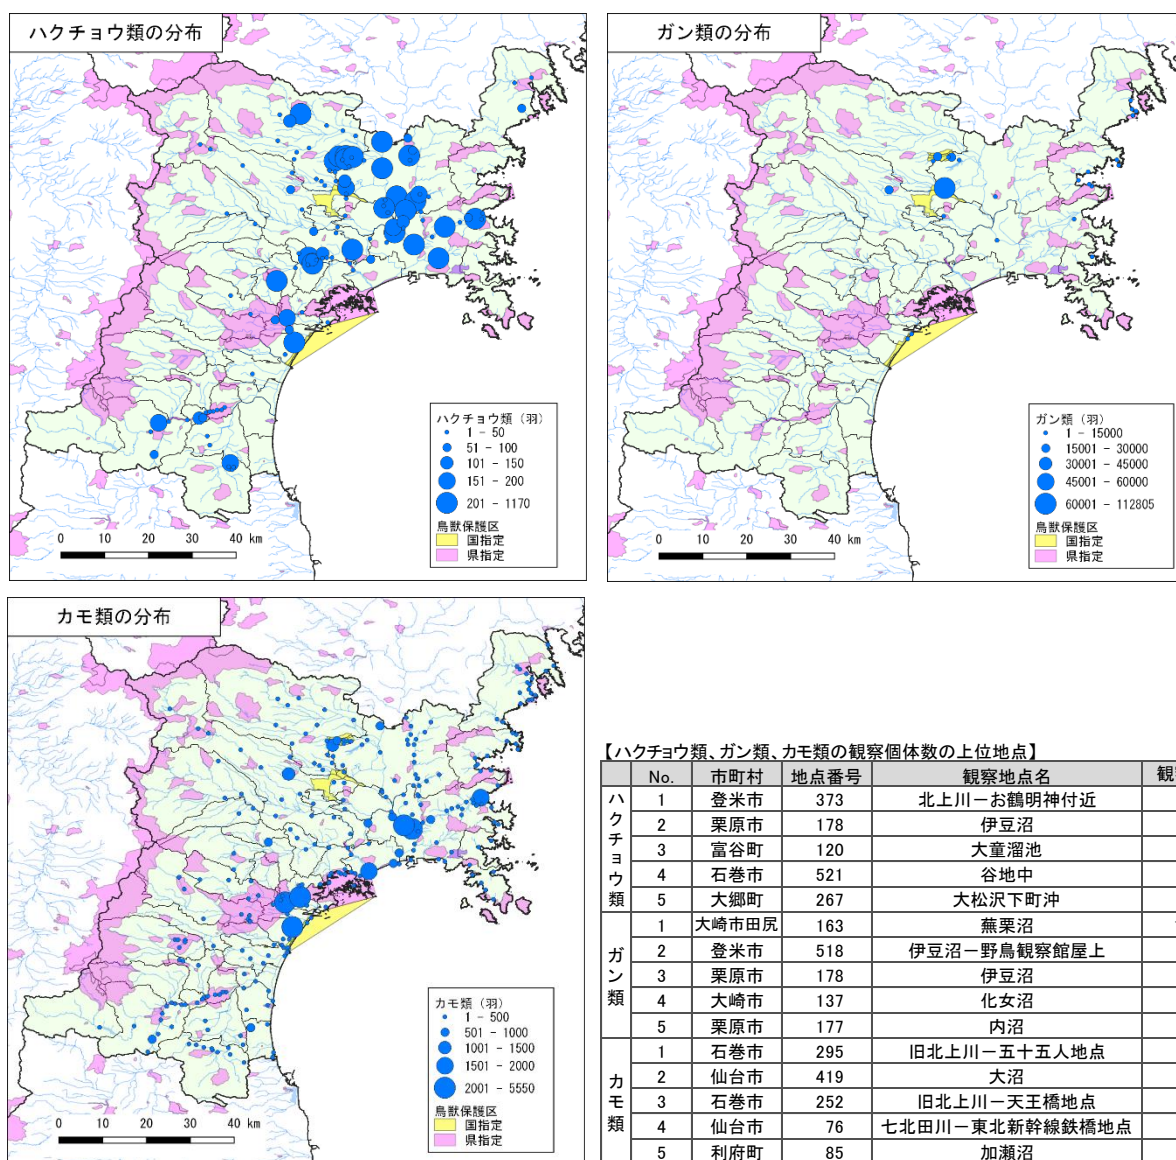 ハクチョウ類の分布
ハクチョウ類（羽）
1 - 50
51 - 100
101 - 150
151 - 200
201 - 1170
鳥獣保護区
国指定
県指定
0 10 20 30 40 km
ガン類の分布
ガン類（羽）
1 - 15000
15001 - 30000
30001 - 45000
45001 - 60000
60001 - 112805
鳥獣保護区
国指定
県指定
0 10 20 30 40 km
カモ類の分布
カモ類（羽）
1 - 500
501 - 1000
1001 - 1500
1501 - 2000
2001 - 5550
鳥獣保護区
国指定
県指定
0 10 20 30 40 km
【ハクチョウ類、ガン類、カモ類の観察個体数の上位地点】
No. 市町村 地点番号 観察地点名 観
ハクチョウ類
1 登米市 373 北上川－お鶴明神付近
2 栗原市 178 伊豆沼
3 富谷町 120 大童溜池
4 石巻市 521 谷地中
5 大郷町 267 大松沢下町沖
ガン類
1 大崎市田尻 163 蕪栗沼
2 登米市 518 伊豆沼－野鳥観察館屋上
3 栗原市 178 伊豆沼
4 大崎市 137 化女沼
5 栗原市 177 内沼
カモ類
1 石巻市 295 旧北上川－五十五人地点
2 仙台市 419 大沼
3 石巻市 252 旧北上川－天王橋地点
4 仙台市 76 七北田川－東北新幹線鉄橋地点
5 利府町 85 加瀬沼